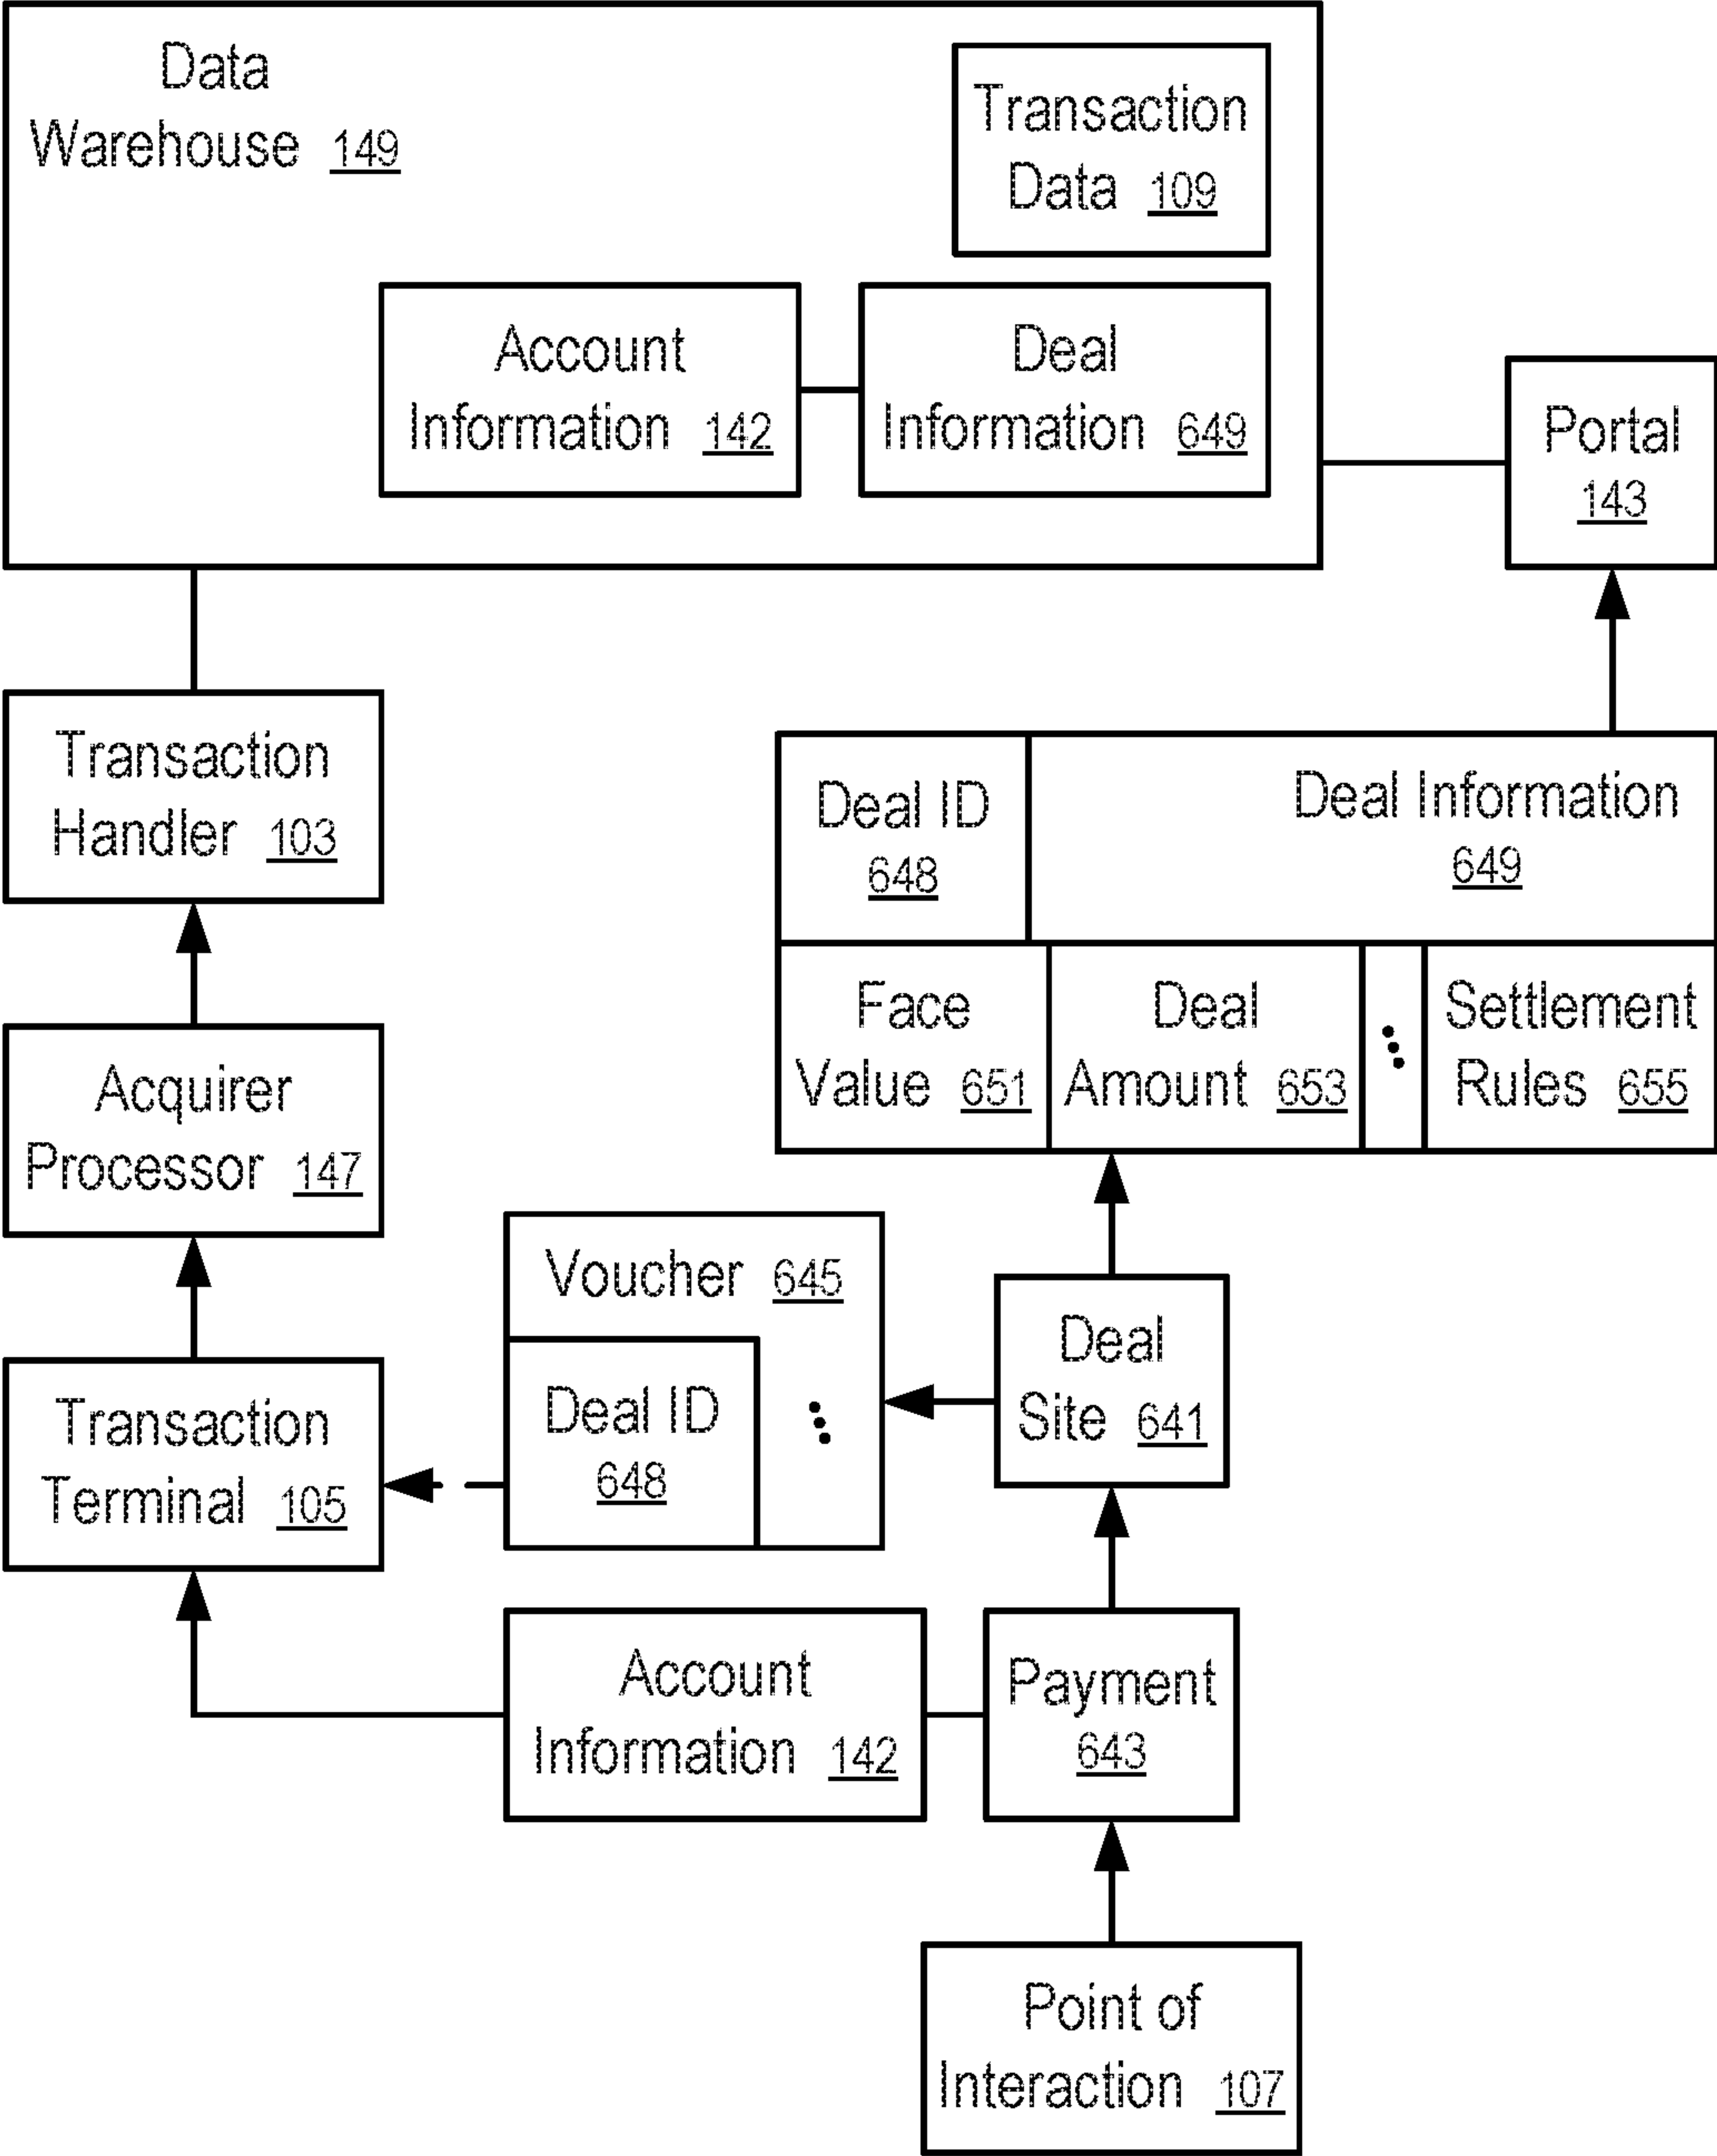 Data
Warehouse 149
Transaction
Data 109
Account
Information 142
Deal
Information 649
Portal
143
Transaction
Handler 103
Deal ID
648
Deal Information
649
Face
Value 651
Deal
Amount 653
Settlement
Rules 655
Acquirer
Processor 147
Voucher 645
Deal ID
648
Deal
Site 641
Transaction
Terminal 105
Account
Information 142
Payment
643
Point of
Interaction 107